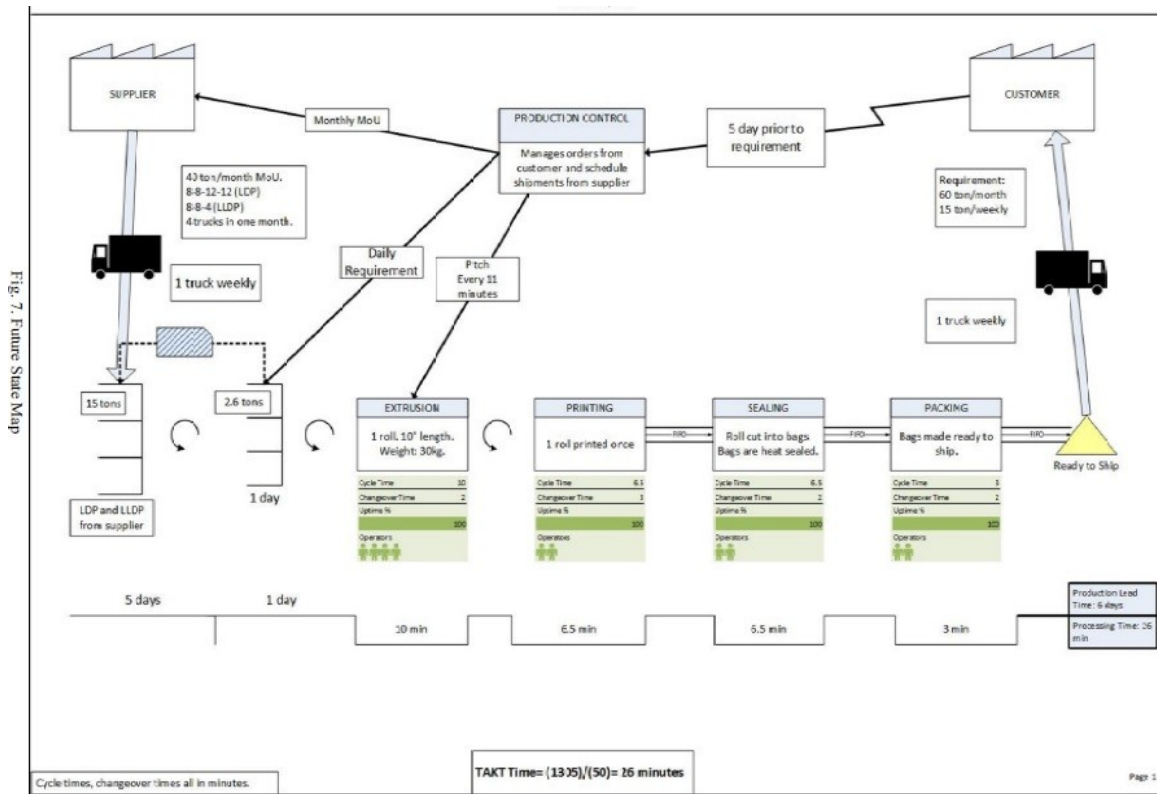 SUPPLIER
CUSTOMER
Monthly MoU
PRODUCTION CONTROL
Manages orders from
customer and schedule
shipments from supplier
5 day prior to
requirement
40 ton/month MoU.
8-8-12-12 (LDP)
8-8-4 (LLDP)
4 trucks in one month.
Requirement:
60 ton/month
15 ton/weekly
1 truck weekly
Daily
Requirement
Pitch
Every 11
minutes
1 truck weekly
15 tons
2.6 tons
1 day
LDP and LLDP
from supplier
EXTRUSION
1 roll. 10" length.
Weight: 30kg.
Cycle Time 10
Changeover Time 2
Uptime %
100
Operators
PRINTING
1 roll printed once
Cycle Time 6.5
Changeover Time 3
Uptime %
100
Operators
FIFO
SEALING
Roll cut into bags
Bags are heat sealed.
Cycle Time 6.5
Changeover Time 2
Uptime %
100
Operators
FIFO
PACKING
Bags made ready to
ship.
Cycle Time 3
Changeover Time 2
Uptime %
100
Operators
FIFO
Ready to Ship
5 days
1 day
10 min
6.5 min
6.5 min
3 min
Production Lead
Time: 6 days
Processing Time: 26
min
TAKT Time= (1305)/(50)= 26 minutes
Cycle times, changeover times all in minutes.
Page 1
Fig. 7. Future State Map